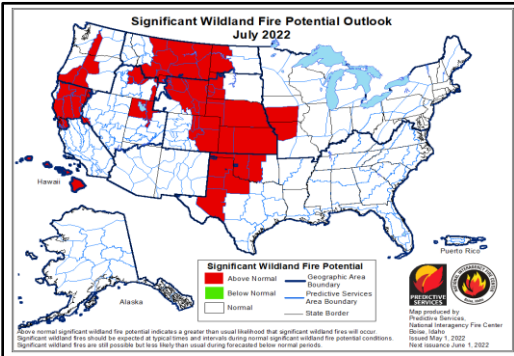 Significant Wildland Fire Potential Outlook
July 2022
Hawaii
Alaska
Puerto Rico
Significant Wildland Fire Potential
Above Normal
Below Normal
Normal
Geographic Area
Boundary
Predictive Services
Area Boundary
State Border
PREDICTIVE
SERVICES
Map produced by
Predictive Services,
National Interagency Fire Center
Boise, Idaho
Issued May 1, 2022
Next issuance June 1, 2022
Above normal significant wildland fire potential indicates a greater than usual likelihood that significant wildland fires will occur.
Significant wildland fires should be expected at typical times and intervals during normal significant wildland fire potential conditions.
Significant wildland fires are still possible but less likely than usual during forecasted below normal periods.